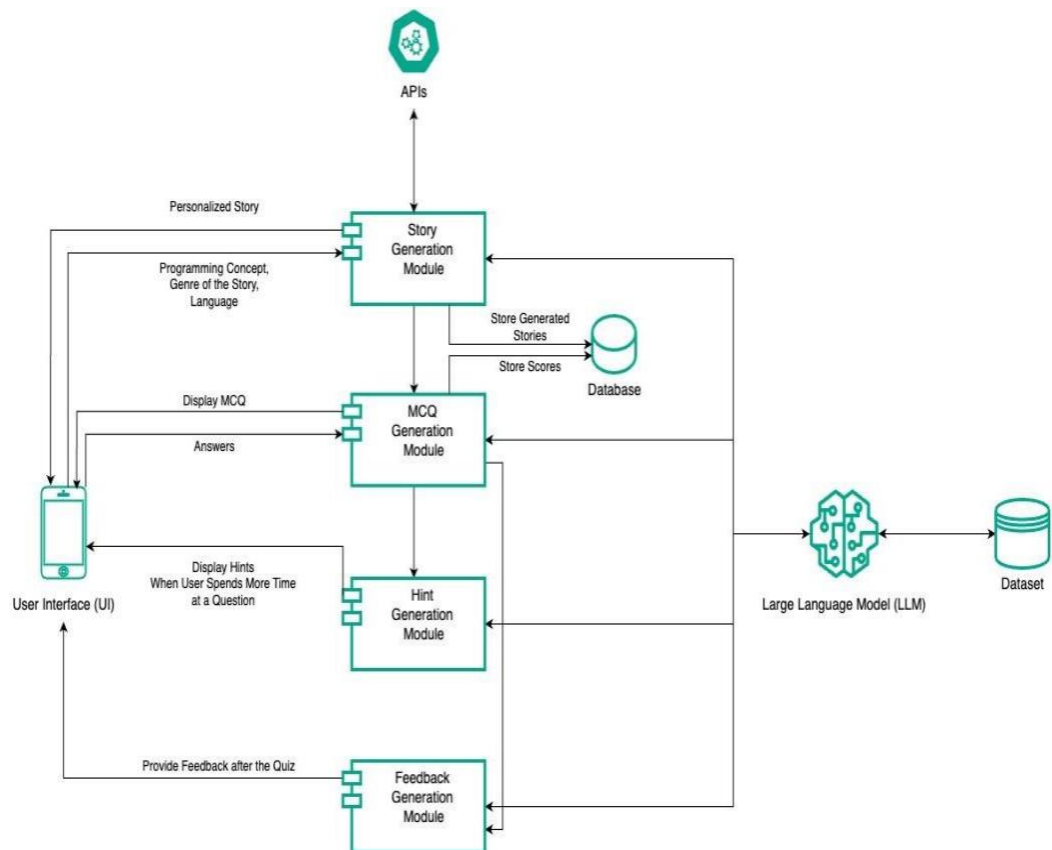 APIs
Personalized Story
Story
Generation
Module
Programming Concept,
Genre of the Story,
Language
Store Generated
Stories
Store Scores
Database
Display MCQ
MCQ
Generation
Module
Answers
Display Hints
When User Spends More Time
at a Question
User Interface (UI)
Hint
Generation
Module
Large Language Model (LLM)
Dataset
Provide Feedback after the Quiz
Feedback
Generation
Module